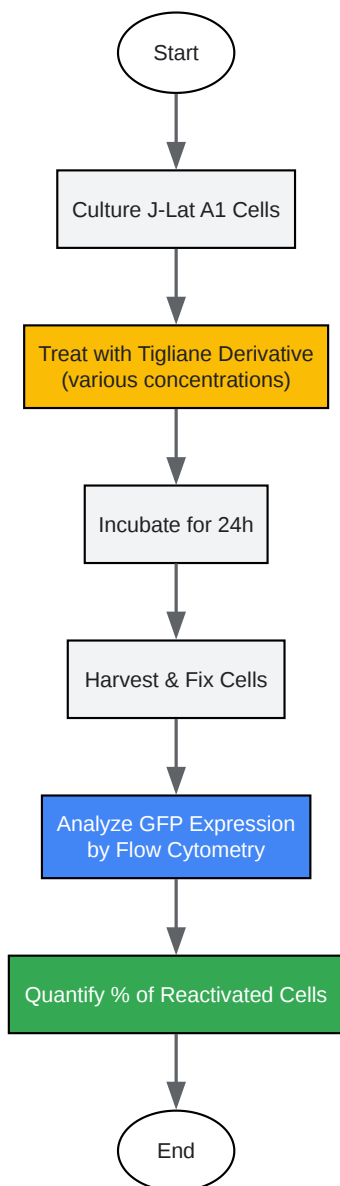 Start
Culture J-Lat A1 Cells
Treat with Tigliane Derivative
(various concentrations)
Incubate for 24h
Harvest & Fix Cells
Analyze GFP Expression
by Flow Cytometry
Quantify % of Reactivated Cells
End